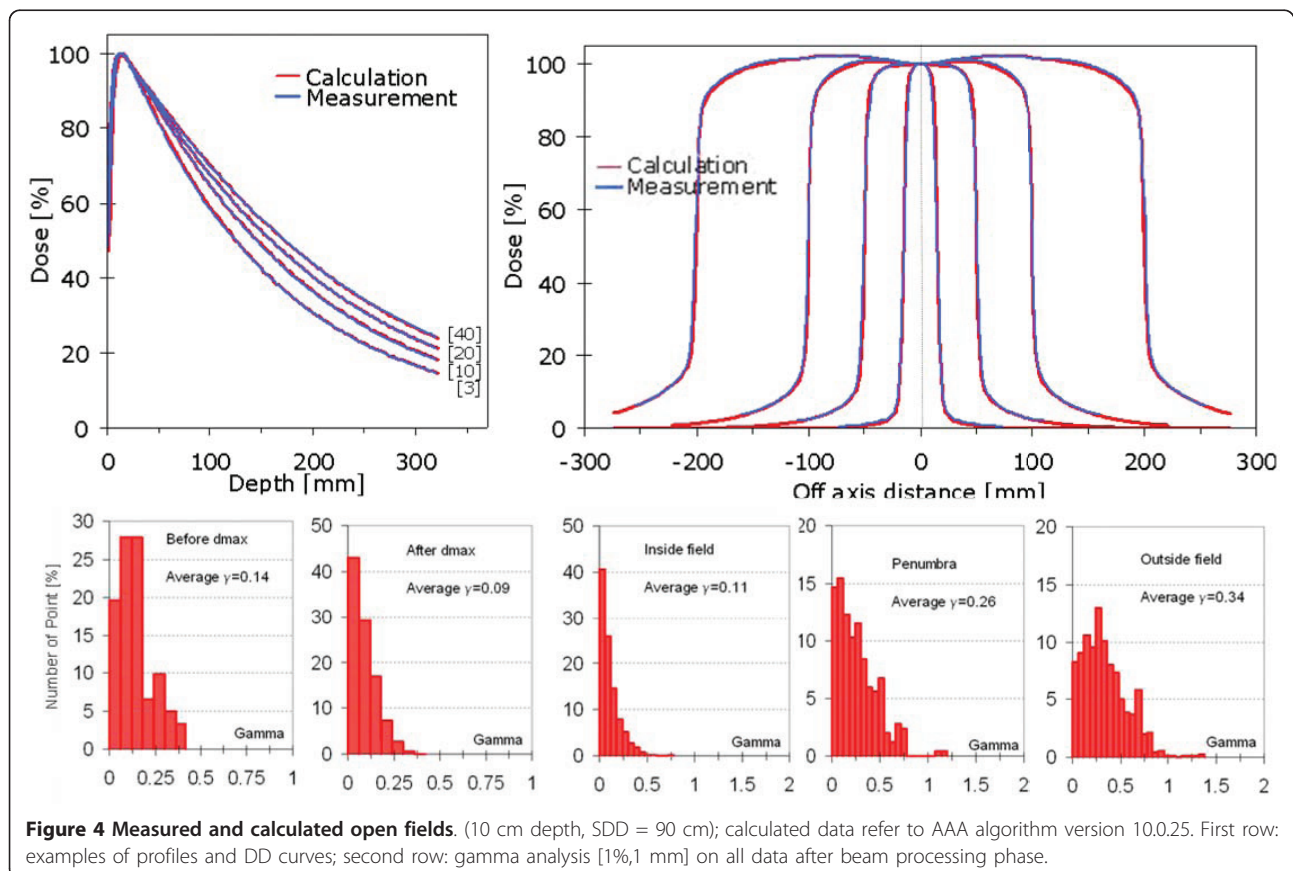 100
80
60
40
20
0
Dose [%]
Calculation
Measurement
[40]
[20]
[10]
[3]
0 100 200 300
Depth [mm]
100
80
60
40
20
0
Dose [%]
Calculation
Measurement
-300 -200 -100 0 100 200 300
Off axis distance [mm]
30
25
20
15
10
5
0
Number of Point [%]
Before dmax
Average γ=0.14
Gamma
0 0.25 0.5 0.75 1
50
40
30
20
10
0
After dmax
Average γ=0.09
Gamma
0 0.25 0.5 0.75 1
50
40
30
20
10
0
Inside field
Average γ=0.11
Gamma
0 0.5 1 1.5 2
20
15
10
5
0
Penumbra
Average γ=0.26
Gamma
0 0.5 1 1.5 2
20
15
10
5
0
Outside field
Average γ=0.34
Gamma
0 0.5 1 1.5 2
Figure 4 Measured and calculated open fields. (10 cm depth, SDD = 90 cm); calculated data refer to AAA algorithm version 10.0.25. First row:
examples of profiles and DD curves; second row: gamma analysis [1%,1 mm] on all data after beam processing phase.